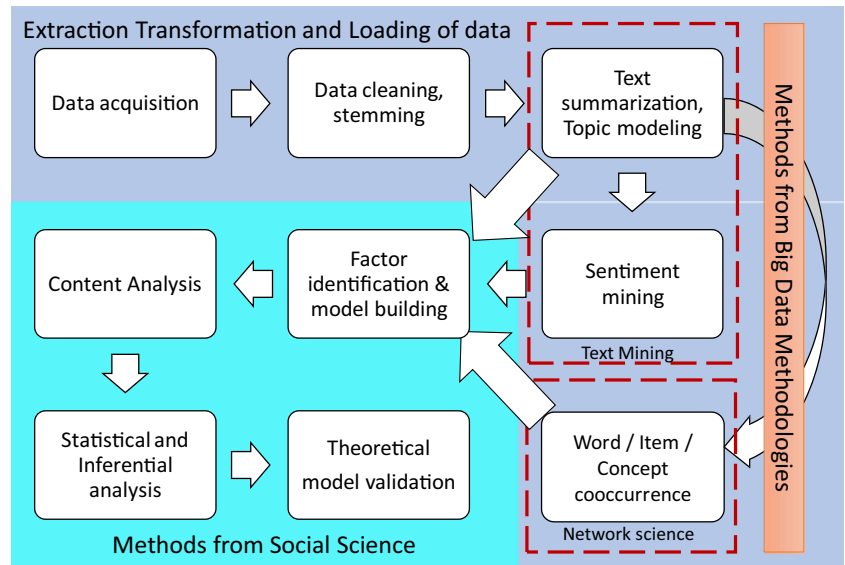 Extraction Transformation and Loading of data
Data acquisition
Data cleaning,
stemming
Text
summarization,
Topic modeling
Methods from Big Data Methodologies
Content Analysis
Factor
identification &
model building
Sentiment
mining
Text Mining
Statistical and
Inferential
analysis
Theoretical
model validation
Word / Item /
Concept
cooccurrence
Network science
Methods from Social Science